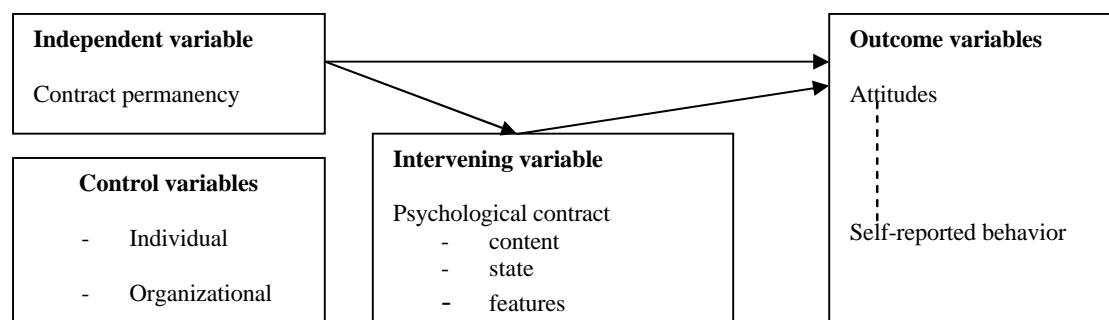 Independent variable
Contract permanency
Control variables
- Individual
- Organizational
Intervening variable
Psychological contract
- content
- state
- features
Outcome variables
Attitudes
Self-reported behavior